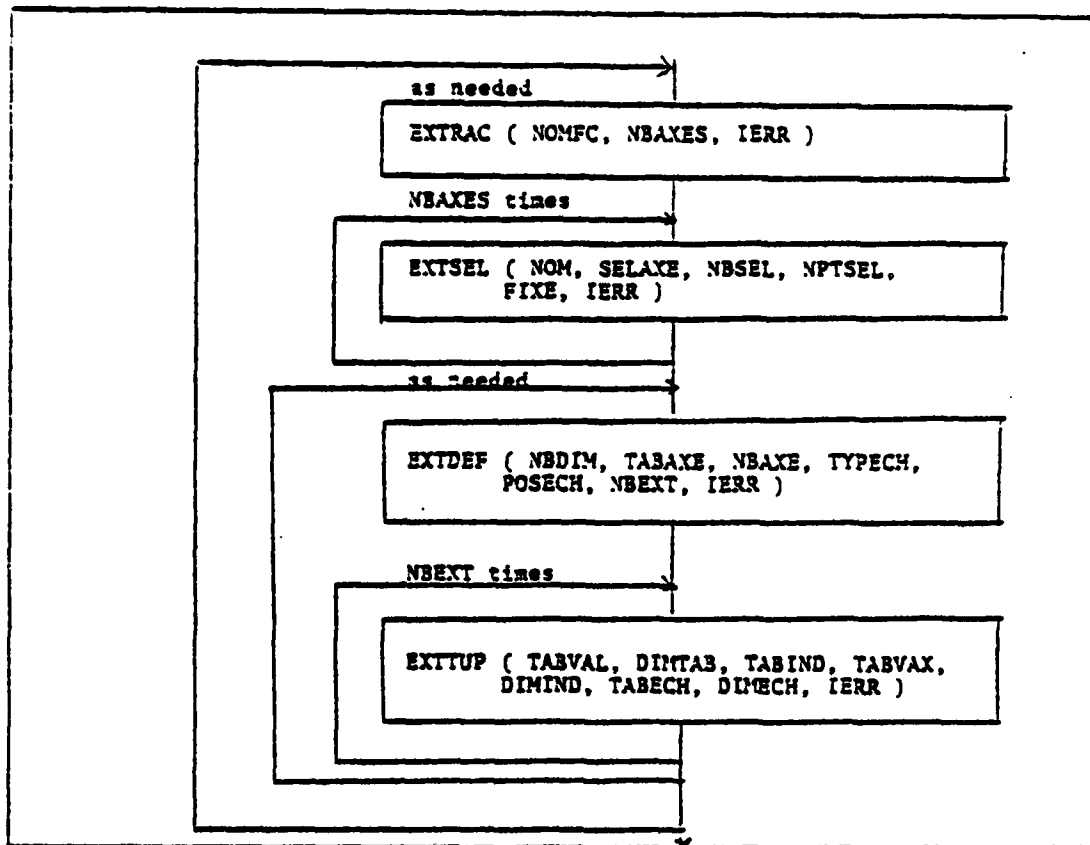 as needed
EXTRAC ( NOMFC, NBAXES, IERR )
NBAXES times
EXTSEL ( NOM, SELAXE, NBSEL, NPTSEL,
FIXE, IERR )
as needed
EXTDEF ( NBDIM, TABAXE, NBAXE, TYPECH,
POSECH, NBEXT, IERR )
NBEXT times
EXTTUP ( TABVAL, DIMTAB, TABIND, TABVAX,
DIMIND, TABECH, DIMECH, IERR )